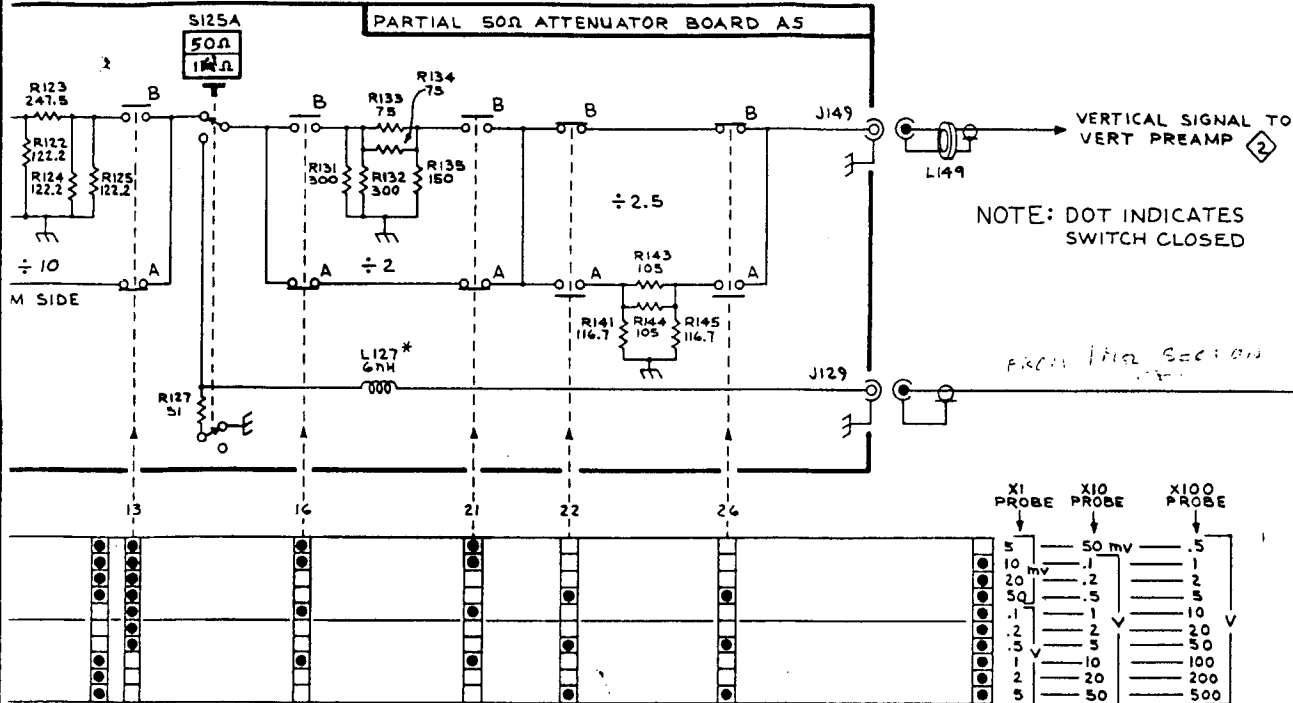 PARTIAL 50Ω ATTENUATOR BOARD A5
S125A
50Ω
R123
247.5
R122
122.2
R124
122.2
R125
122.2
÷ 10
M SIDE
B
A
B
A
R133
75
R134
75
R131
300
R132
300
R135
150
÷ 2
B
A
B
A
÷ 2.5
R143
105
R141
116.7
R144
105
R145
116.7
B
A
J149
L149
VERTICAL SIGNAL TO
VERT PREAMP 2
NOTE: DOT INDICATES
SWITCH CLOSED
L127*
6nH
R127
51
J129
FROM 1MΩ SECTION
13
16
21
22
26
X1
PROBE
X10
PROBE
X100
PROBE
5 50 mv .5
10 mv .1 1
20 .2 2
50 .5 5
.1 1 10
.2 2 20
.5 5 50
1 10 100
2 20 200
5 50 500
V
V
V